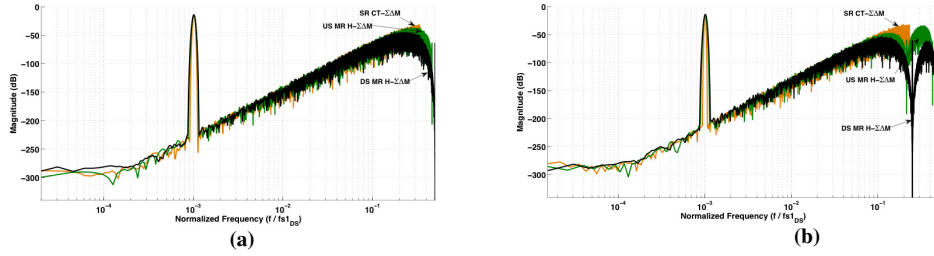 0
−50
−100
−150
−200
−250
−300
Magnitude (dB)
SR CT−ΣΔM
US MR H−ΣΔM
DS MR H−ΣΔM
10−4
10−3
10−2
10−1
Normalized Frequency (f / fs1DS)
(a)
0
−50
−100
−150
−200
−250
−300
Magnitude (dB)
SR CT−ΣΔM
US MR H−ΣΔM
DS MR H−ΣΔM
10−4
10−3
10−2
10−1
Normalized Frequency (f / fs1DS)
(b)